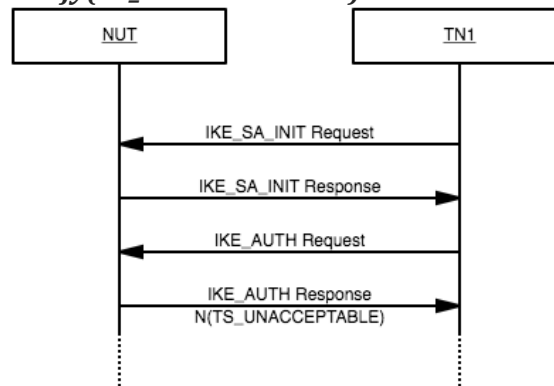 NUT TN1
IKE_SA_INIT Request
IKE_SA_INIT Response
IKE_AUTH Request
IKE_AUTH Response
N(TS_UNACCEPTABLE)